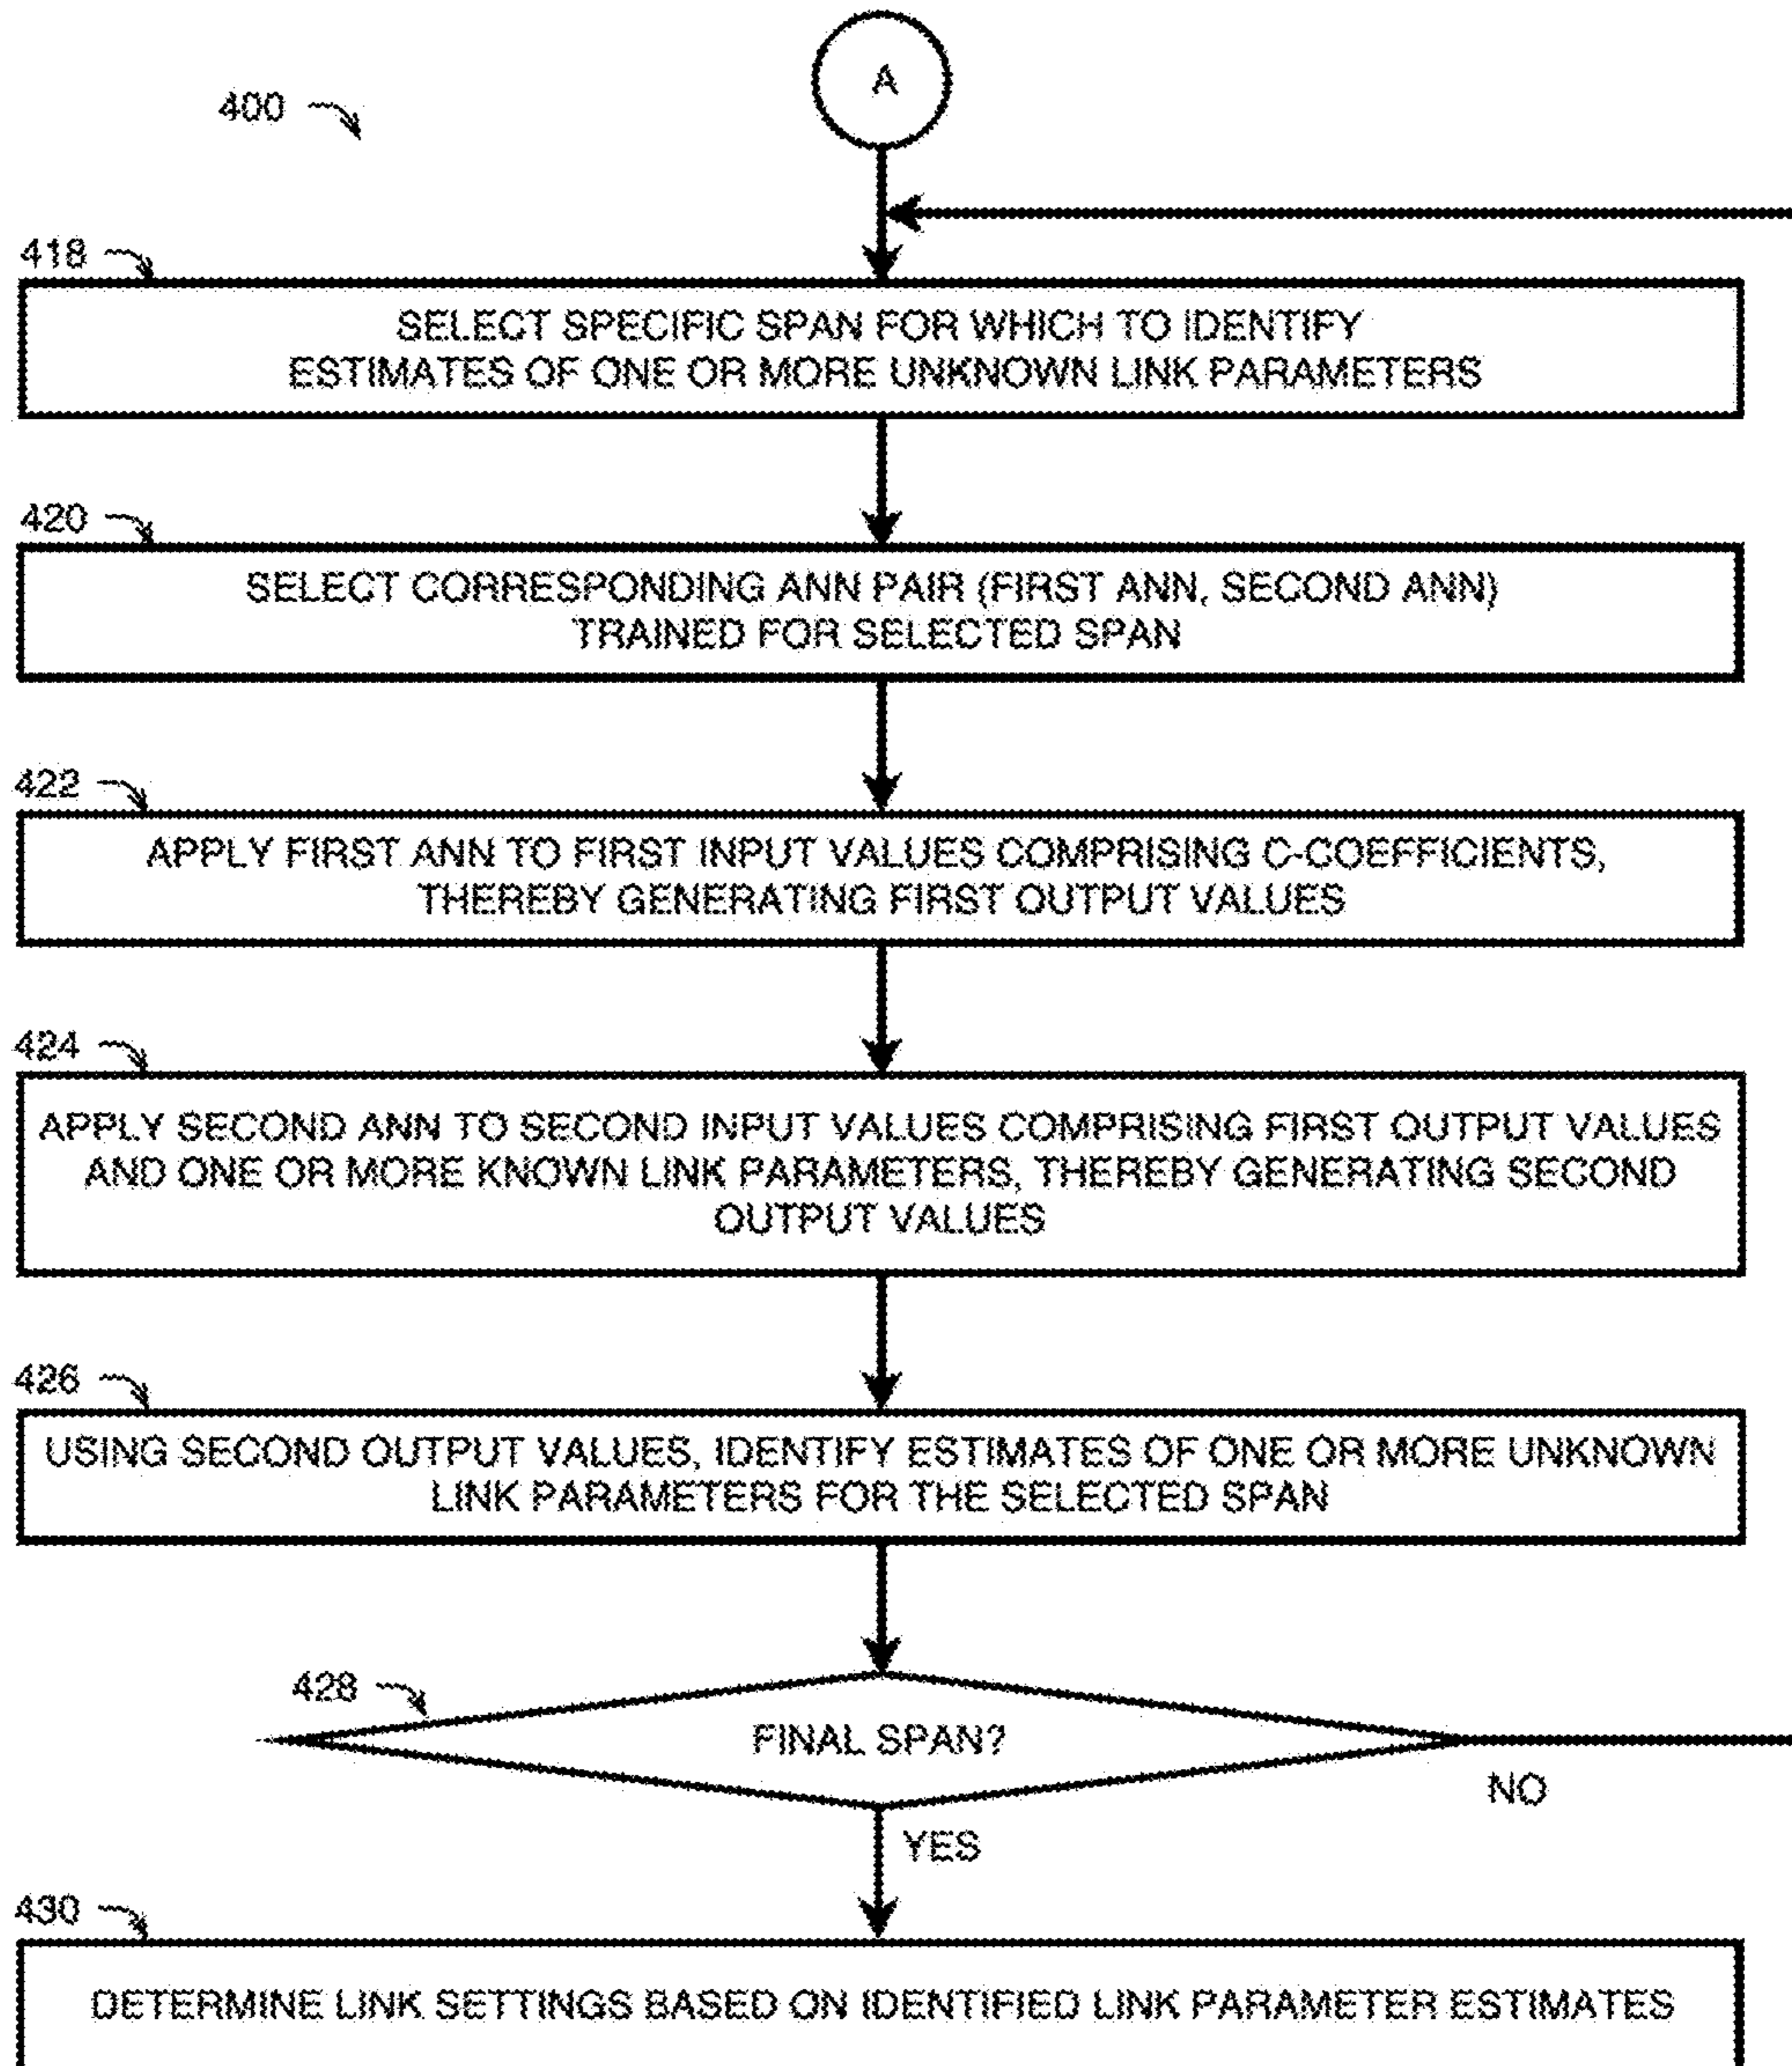 A
400
418
SELECT SPECIFIC SPAN FOR WHICH TO IDENTIFY
ESTIMATES OF ONE OR MORE UNKNOWN LINK PARAMETERS
420
SELECT CORRESPONDING ANN PAIR (FIRST ANN, SECOND ANN)
TRAINED FOR SELECTED SPAN
422
APPLY FIRST ANN TO FIRST INPUT VALUES COMPRISING C-COEFFICIENTS,
THEREBY GENERATING FIRST OUTPUT VALUES
424
APPLY SECOND ANN TO SECOND INPUT VALUES COMPRISING FIRST OUTPUT VALUES
AND ONE OR MORE KNOWN LINK PARAMETERS, THEREBY GENERATING SECOND
OUTPUT VALUES
426
USING SECOND OUTPUT VALUES, IDENTIFY ESTIMATES OF ONE OR MORE UNKNOWN
LINK PARAMETERS FOR THE SELECTED SPAN
428
FINAL SPAN?
NO
YES
430
DETERMINE LINK SETTINGS BASED ON IDENTIFIED LINK PARAMETER ESTIMATES